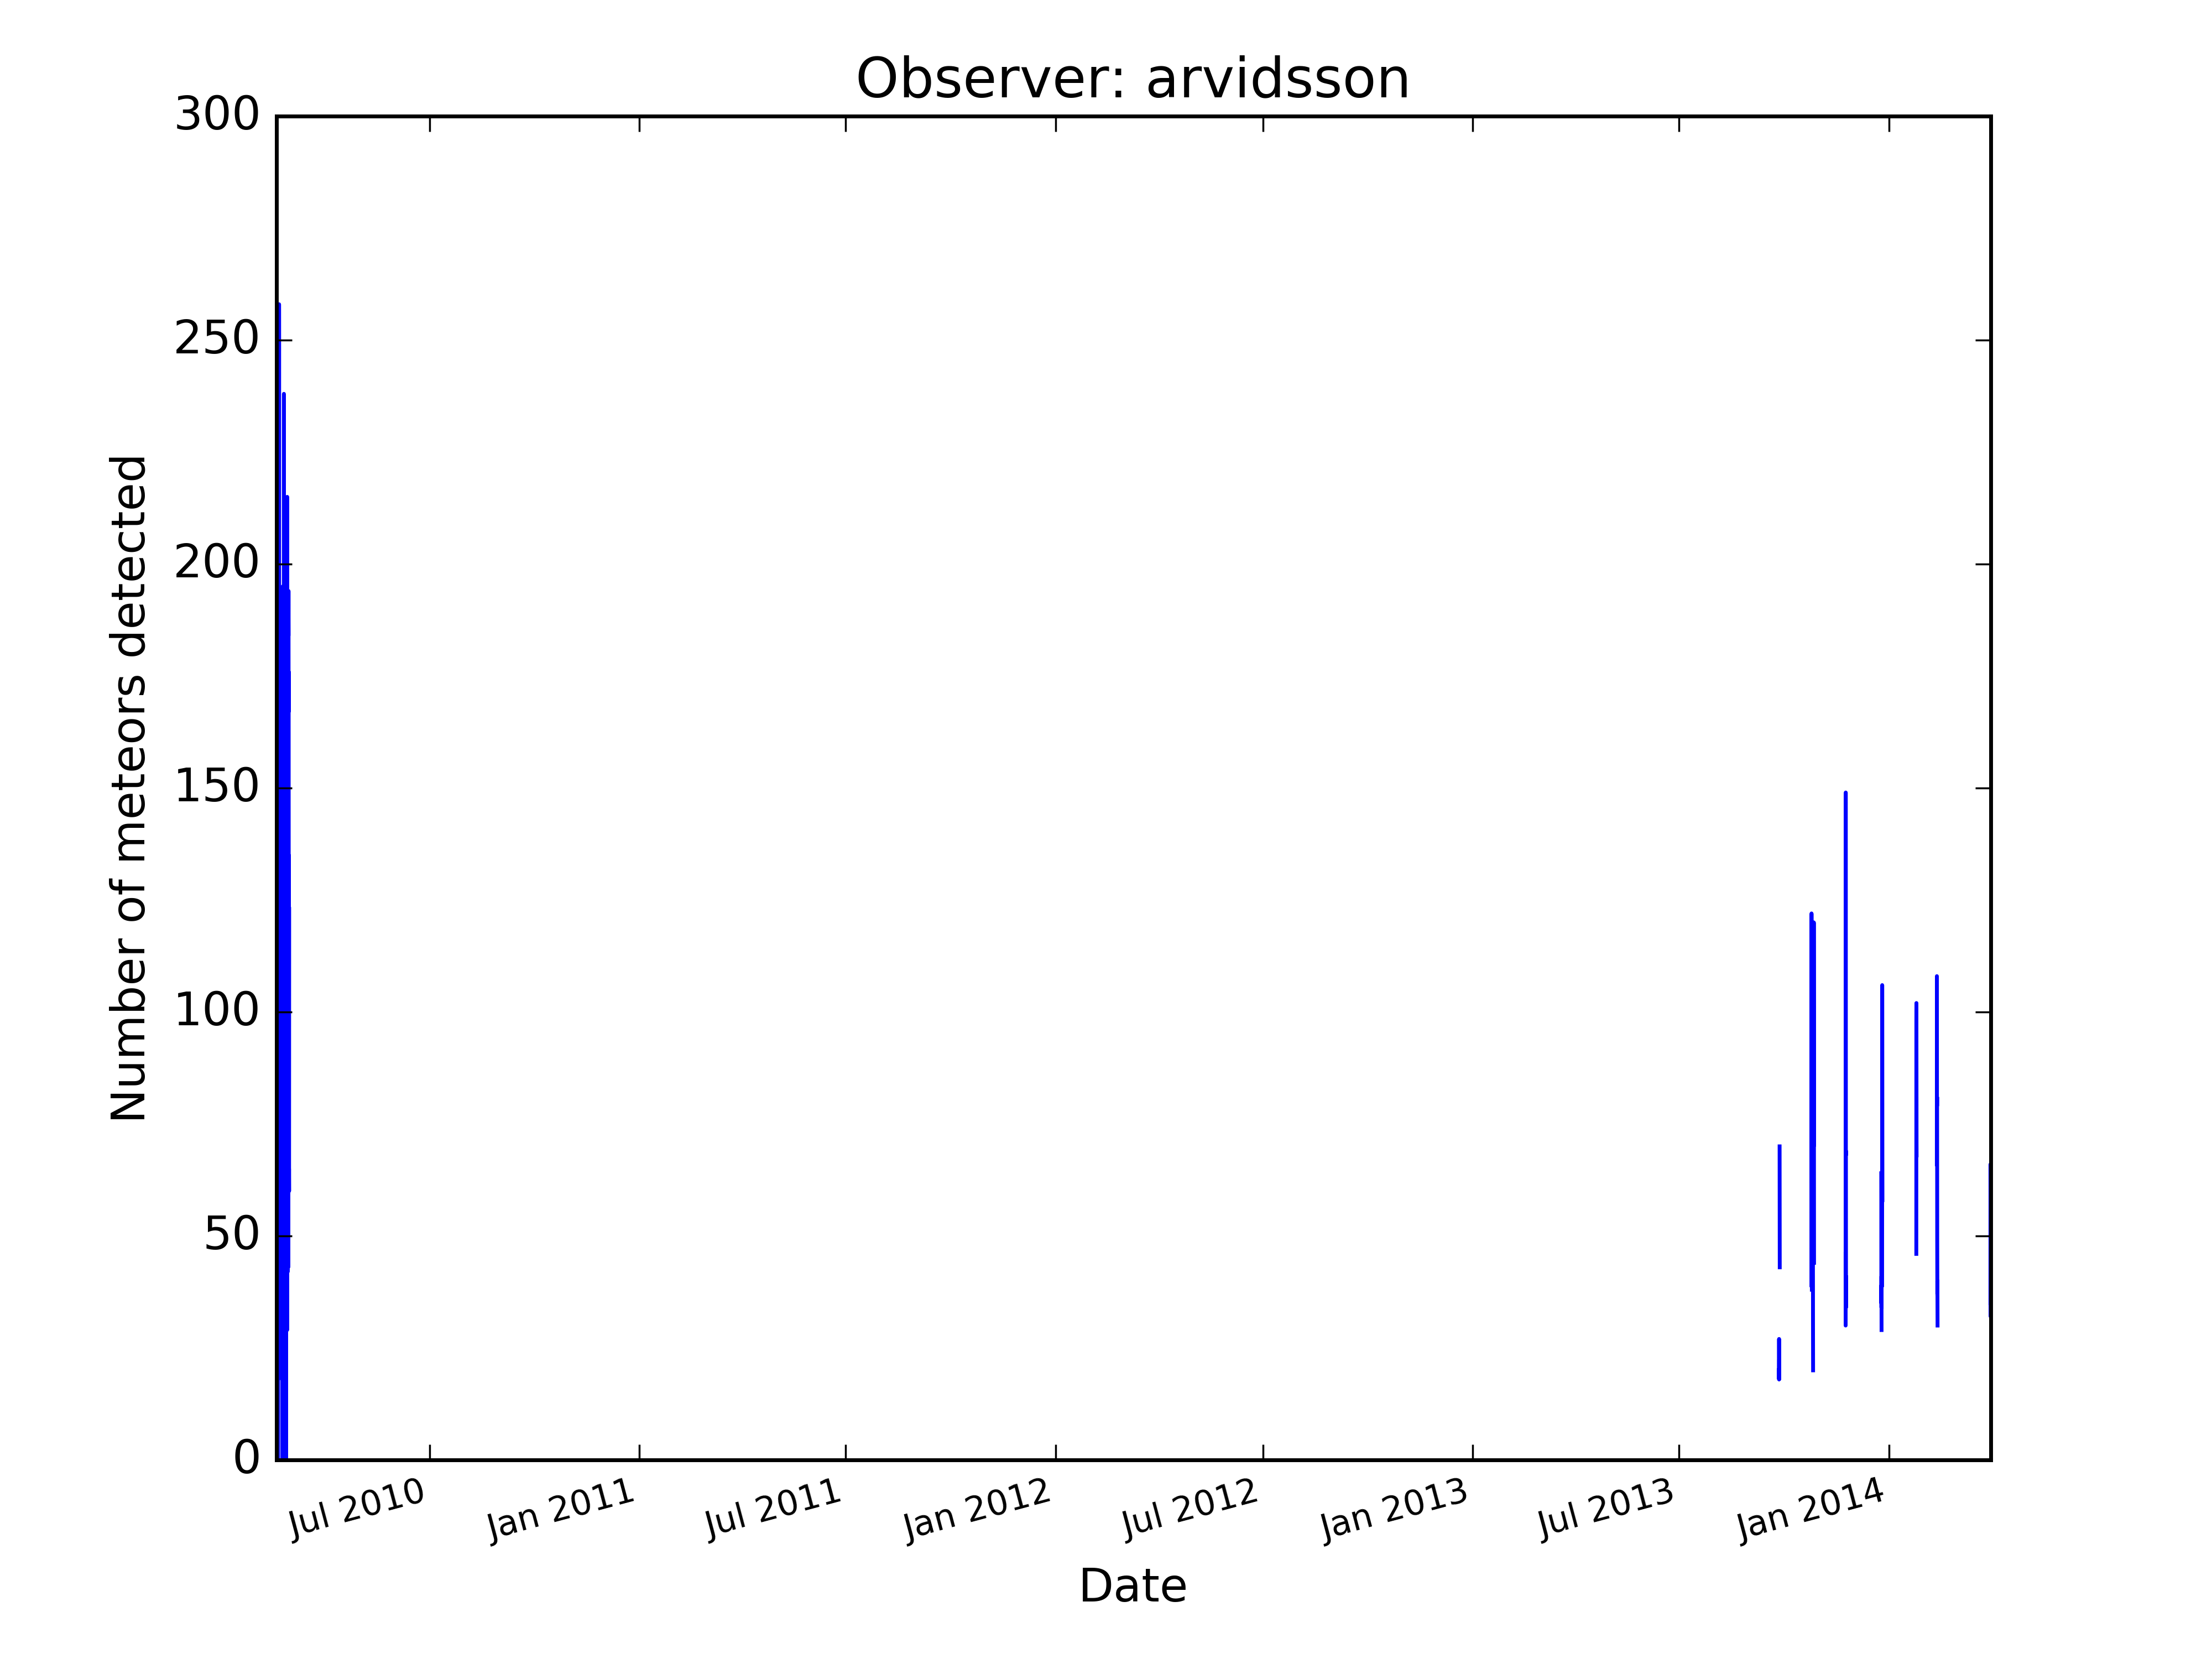 Observer: arvidsson
300
250
200
150
100
50
0
Number of meteors detected
Jul 2010
Jan 2011
Jul 2011
Jan 2012
Jul 2012
Jan 2013
Jul 2013
Jan 2014
Date